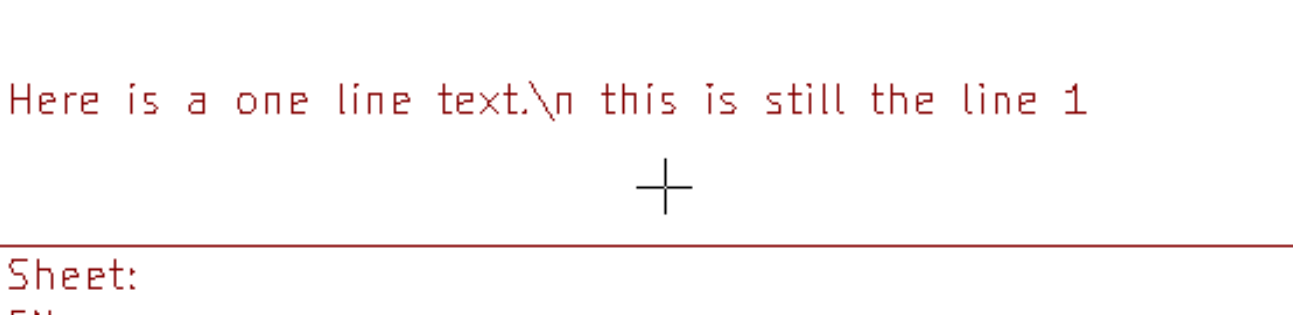 Here is a one line text.\n this is still the line 1
Sheet: